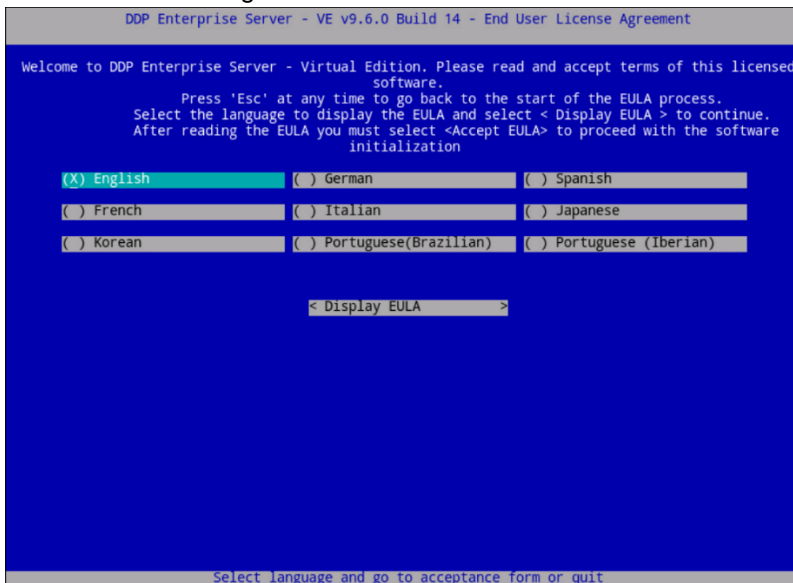 DDP Enterprise Server - VE v9.6.0 Build 14 - End User License Agreement
Welcome to DDP Enterprise Server - Virtual Edition. Please read and accept terms of this licensed
software.
Press 'Esc' at any time to go back to the start of the EULA process.
Select the language to display the EULA and select < Display EULA > to continue.
After reading the EULA you must select <Accept EULA> to proceed with the software
initialization
(X) English ( ) German ( ) Spanish
( ) French ( ) Italian ( ) Japanese
( ) Korean ( ) Portuguese(Brazilian) ( ) Portuguese (Iberian)
< Display EULA >
Select language and go to acceptance form or quit